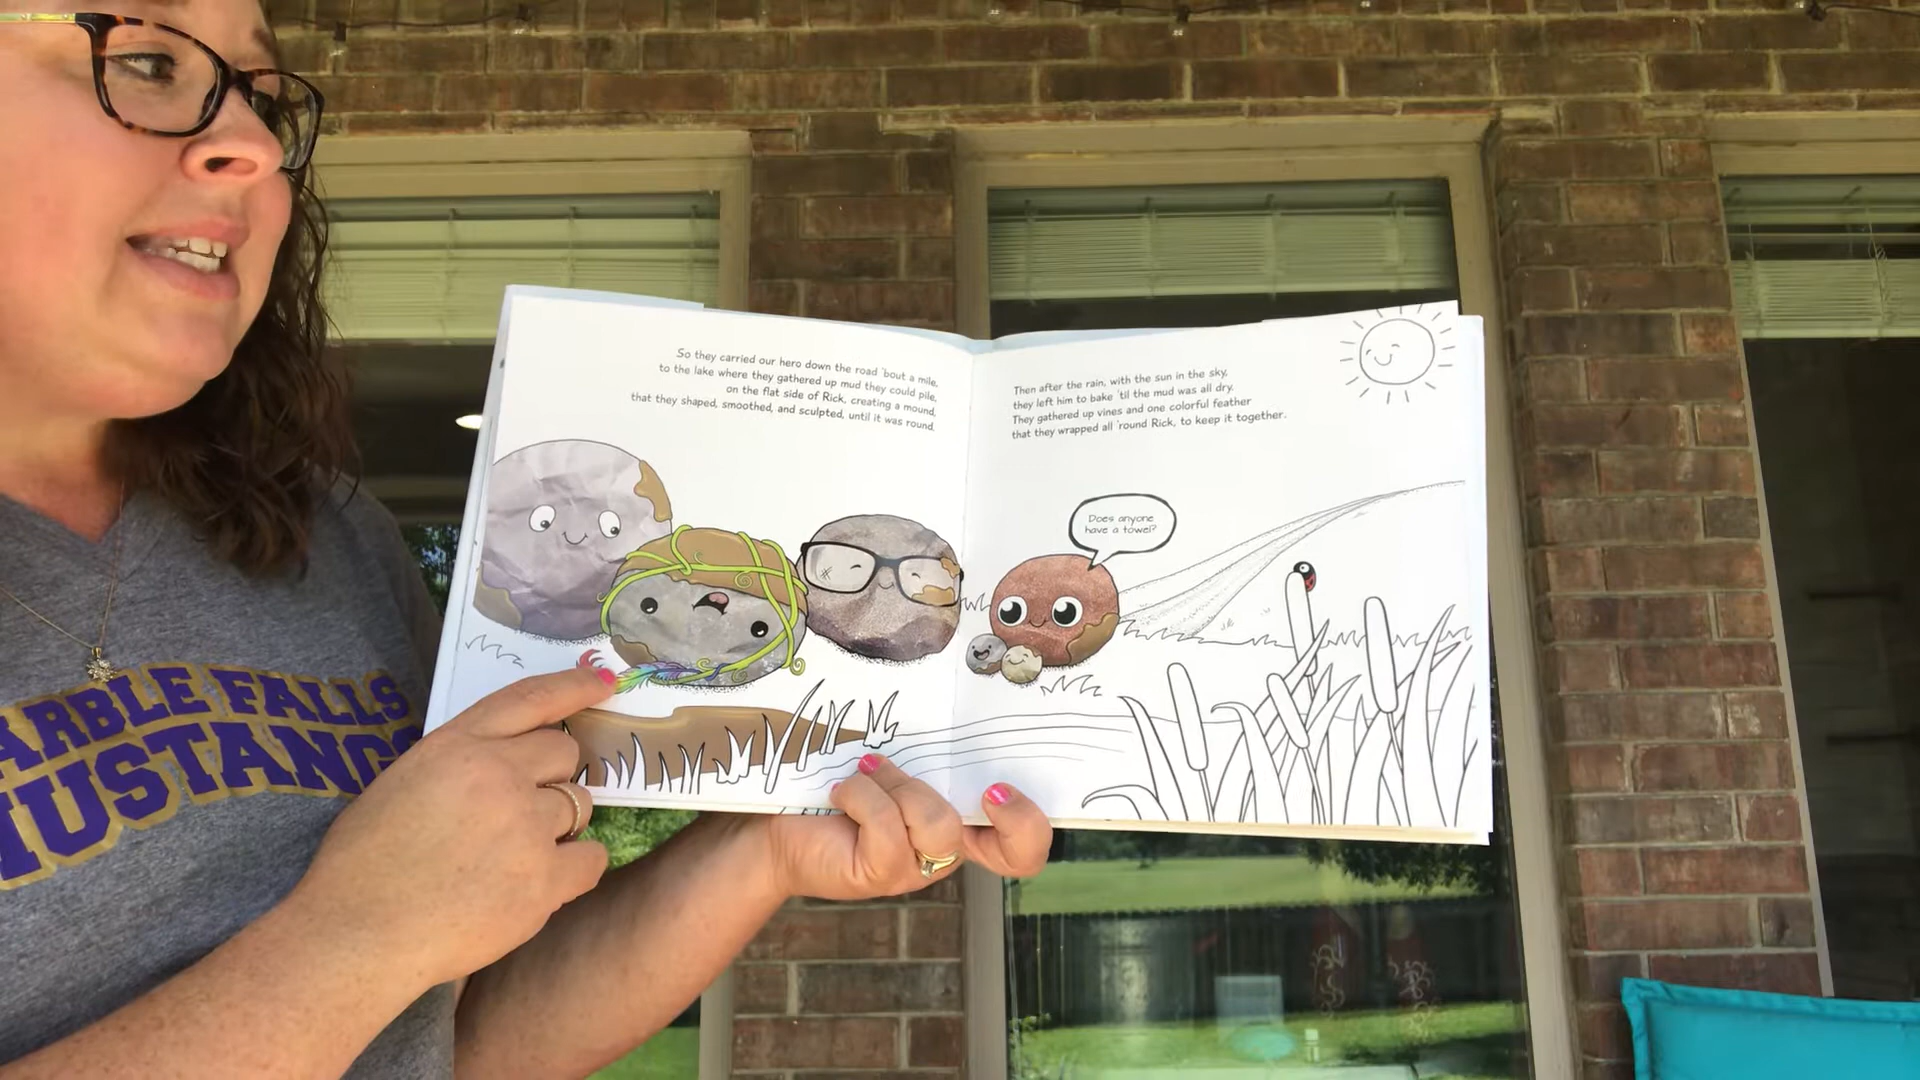 So they carried our hero down the road 'bout a mile,
to the lake where they gathered up mud they could pile,
on the flat side of Rick, creating a mound,
that they shaped, smoothed, and sculpted, until it was round.
Then after the rain, with the sun in the sky,
they left him to bake 'til the mud was all dry.
They gathered up vines and one colorful feather
that they wrapped all 'round Rick, to keep it together.
Does anyone
have a towel?
ARBLE FALLS
MUSTANG